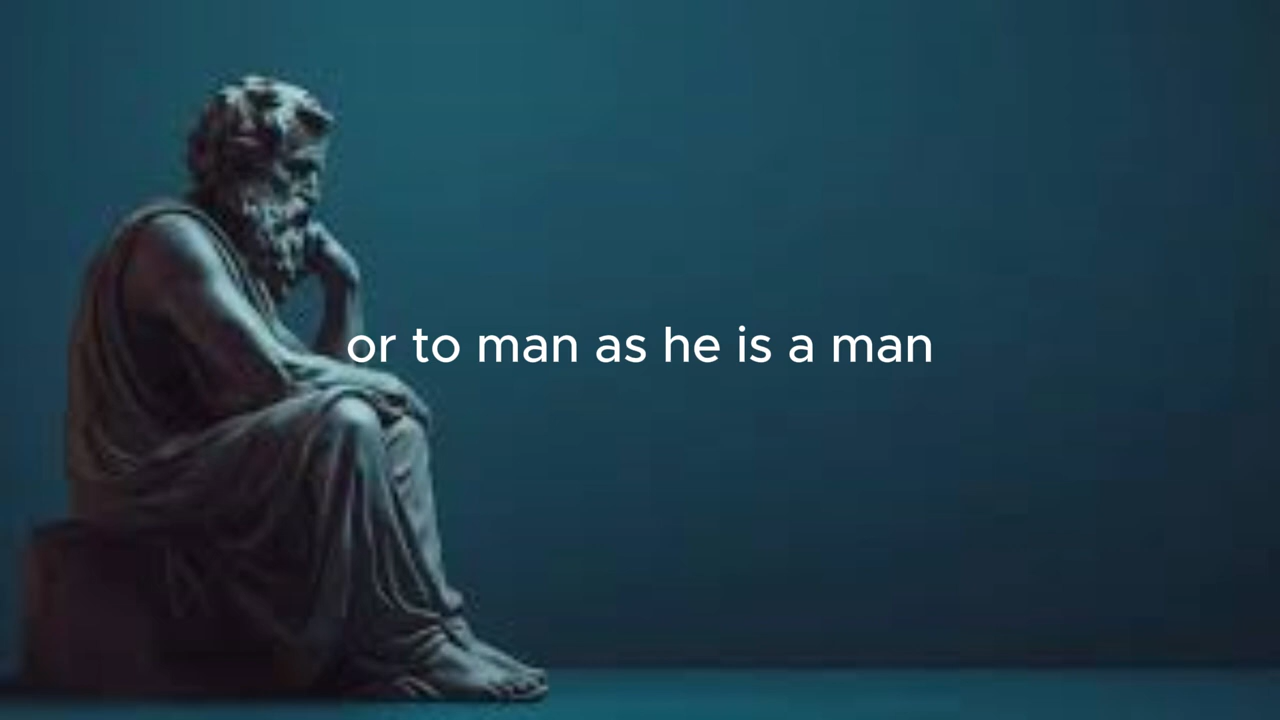 or to man as he is a man